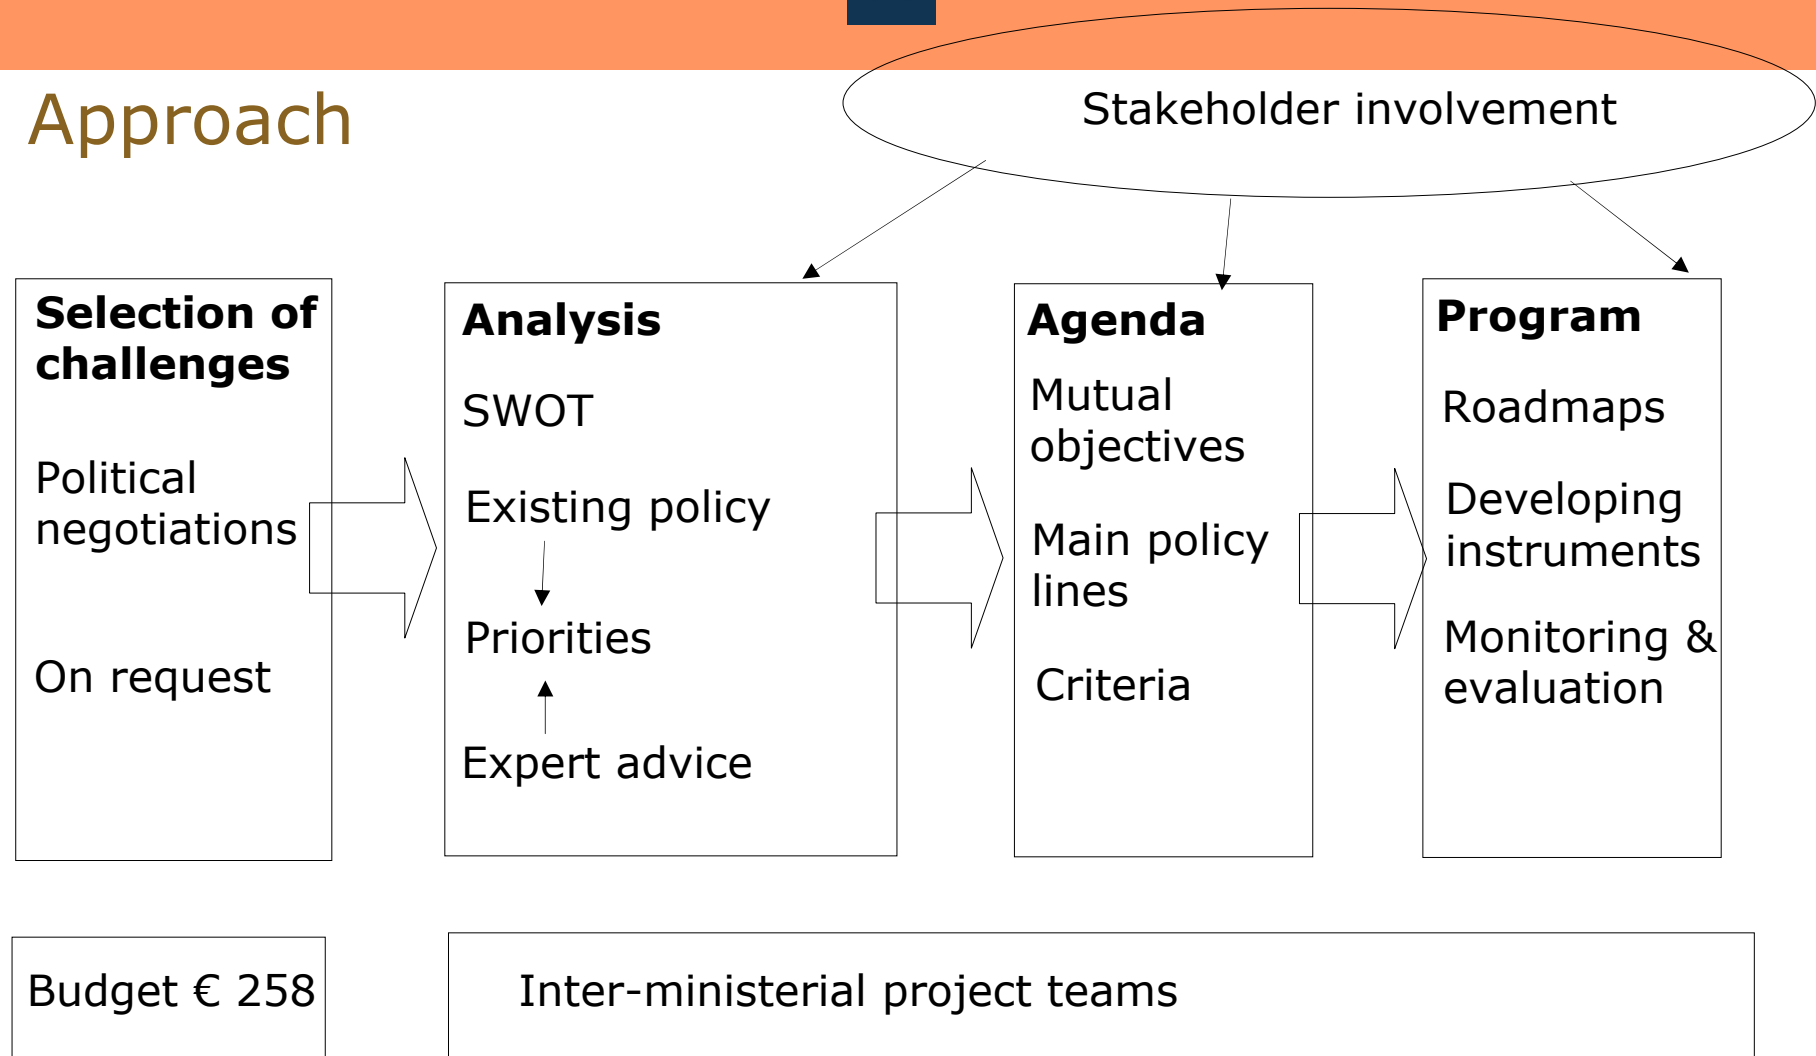 Approach
Stakeholder involvement
Selection of
challenges
Political
negotiations
On request
Analysis
SWOT
Existing policy
Priorities
Expert advice
Agenda
Mutual
objectives
Main policy
lines
Criteria
Program
Roadmaps
Developing
instruments
Monitoring &
evaluation
Budget € 258
Inter-ministerial project teams